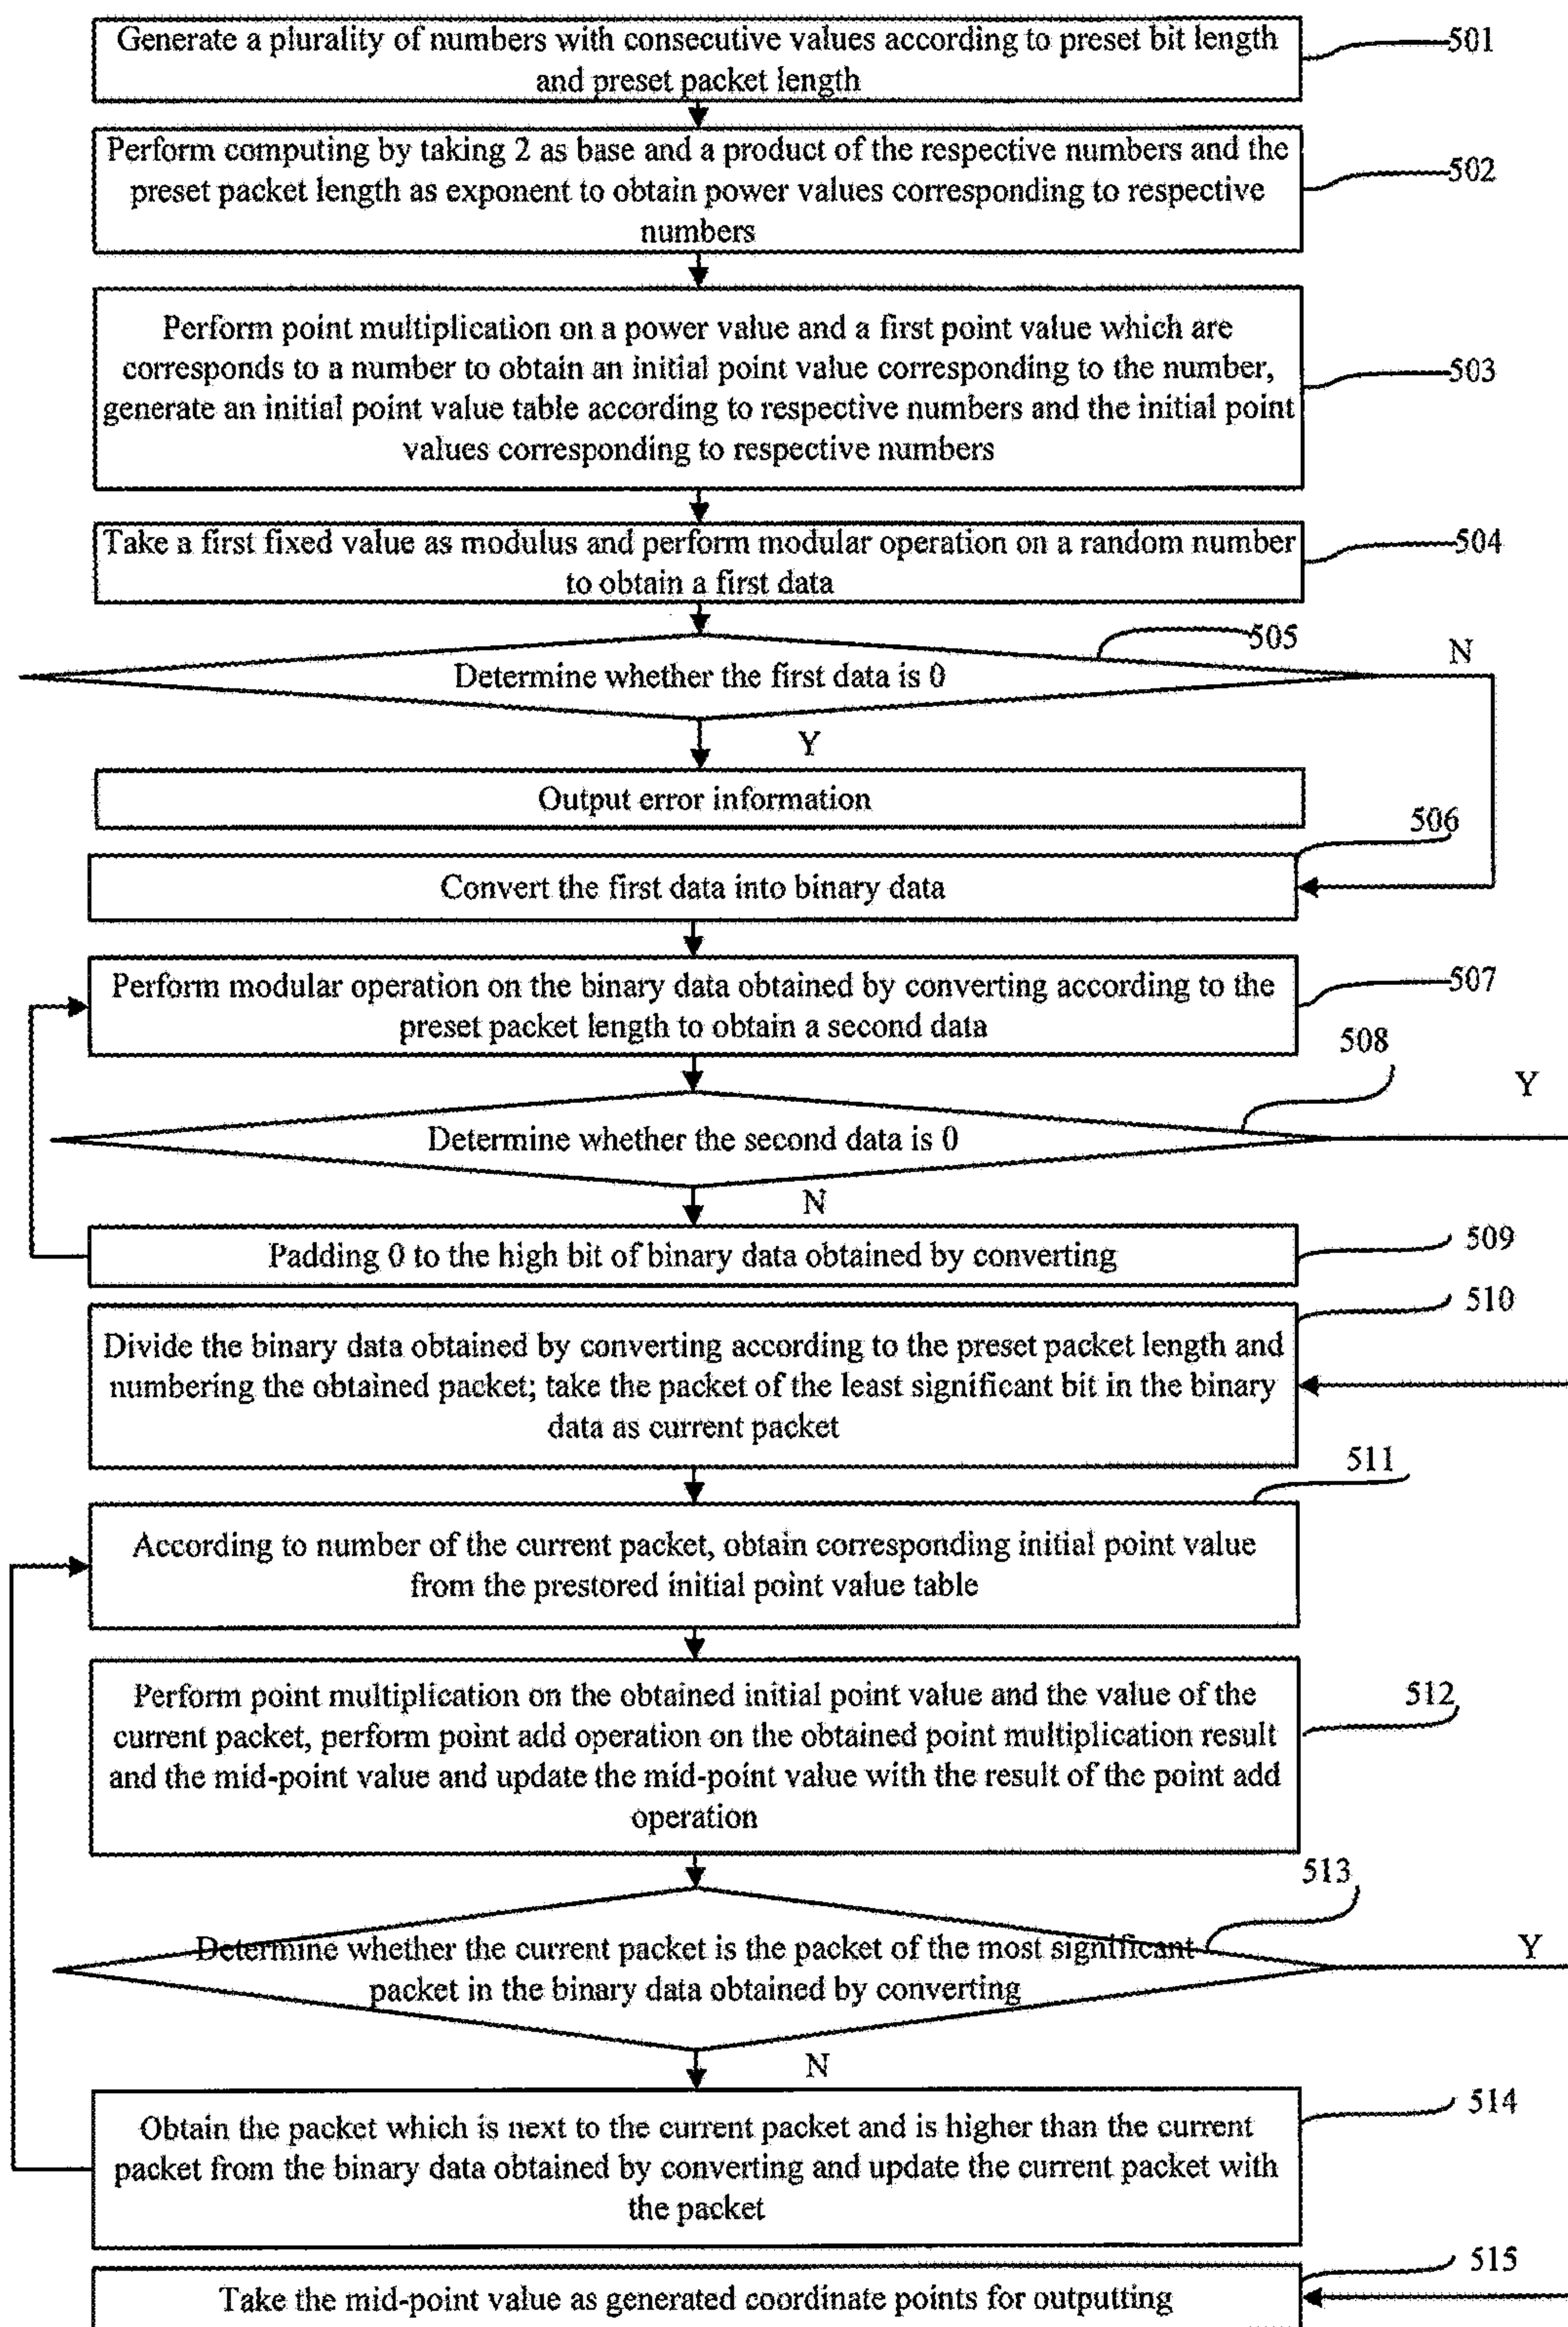 Generate a plurality of numbers with consecutive values according to preset bit length
and preset packet length
501
Perform computing by taking 2 as base and a product of the respective numbers and the
preset packet length as exponent to obtain power values corresponding to respective
numbers
502
Perform point multiplication on a power value and a first point value which are
corresponds to a number to obtain an initial point value corresponding to the number,
generate an initial point value table according to respective numbers and the initial point
values corresponding to respective numbers
503
Take a first fixed value as modulus and perform modular operation on a random number
to obtain a first data
504
505
N
Determine whether the first data is 0
Y
Output error information
506
Convert the first data into binary data
Perform modular operation on the binary data obtained by converting according to the
preset packet length to obtain a second data
507
508
Y
Determine whether the second data is 0
N
Padding 0 to the high bit of binary data obtained by converting
509
510
Divide the binary data obtained by converting according to the preset packet length and
numbering the obtained packet; take the packet of the least significant bit in the binary
data as current packet
511
According to number of the current packet, obtain corresponding initial point value
from the prestored initial point value table
Perform point multiplication on the obtained initial point value and the value of the
current packet, perform point add operation on the obtained point multiplication result
and the mid-point value and update the mid-point value with the result of the point add
operation
512
513
Determine whether the current packet is the packet of the most significant
packet in the binary data obtained by converting
Y
N
Obtain the packet which is next to the current packet and is higher than the current
packet from the binary data obtained by converting and update the current packet with
the packet
514
515
Take the mid-point value as generated coordinate points for outputting